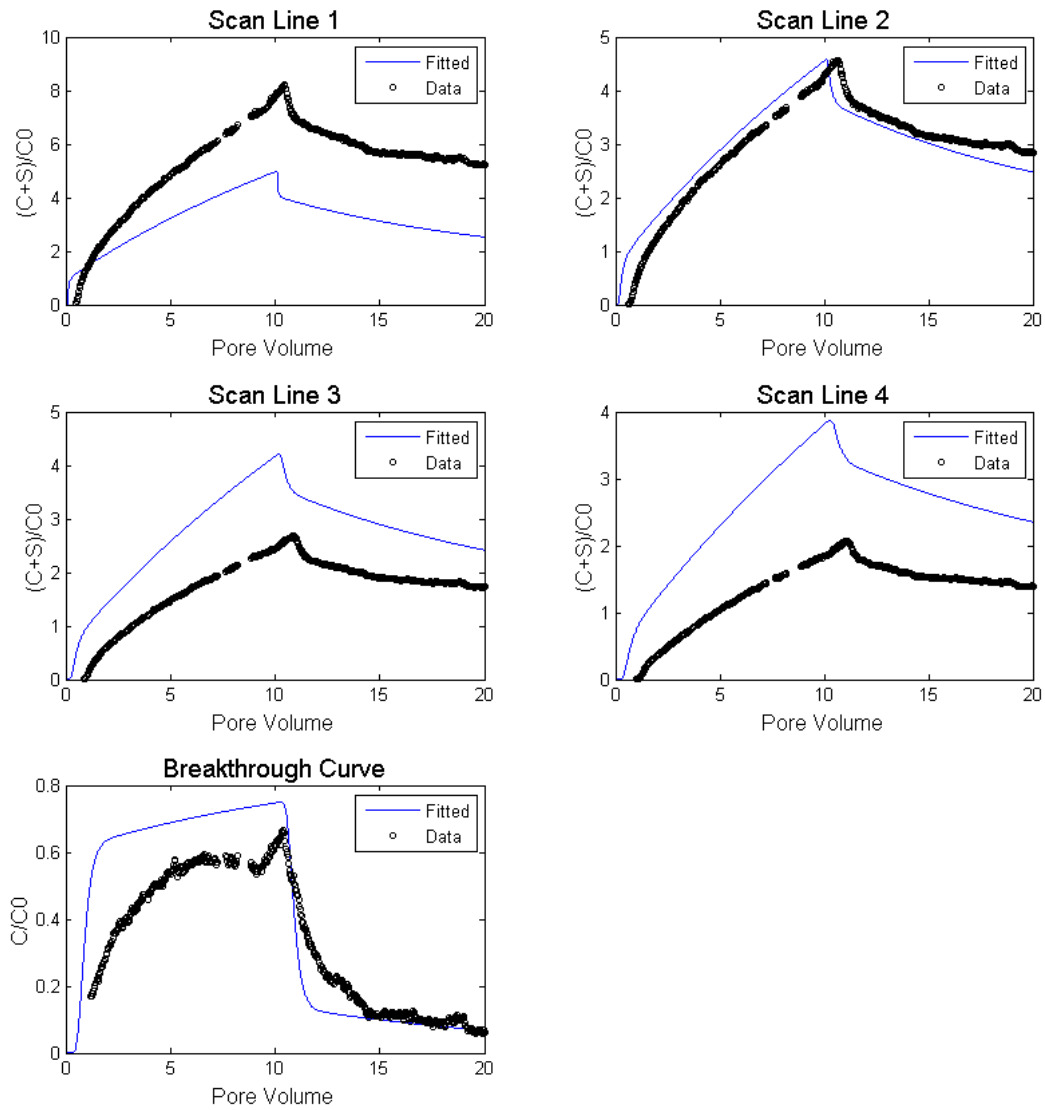 Scan Line 1
Fitted
Data
(C+S)/C0
10
8
6
4
2
0
0 5 10 15 20
Pore Volume
Scan Line 2
Fitted
Data
(C+S)/C0
5
4
3
2
1
0
0 5 10 15 20
Pore Volume
Scan Line 3
Fitted
Data
(C+S)/C0
5
4
3
2
1
0
0 5 10 15 20
Pore Volume
Scan Line 4
Fitted
Data
(C+S)/C0
4
3
2
1
0
0 5 10 15 20
Pore Volume
Breakthrough Curve
Fitted
Data
C/C0
0.8
0.6
0.4
0.2
0
0 5 10 15 20
Pore Volume